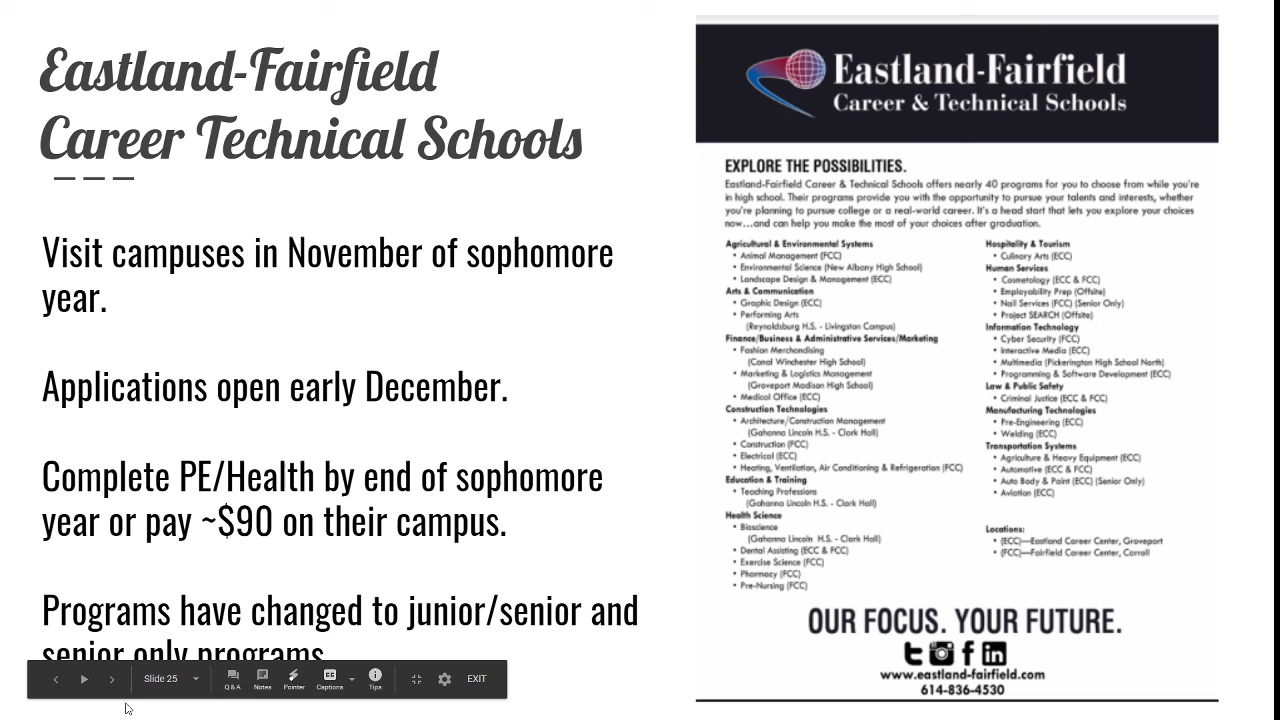 Eastland-Fairfield
Career Technical Schools
Visit campuses in November of sophomore
year.
Applications open early December.
Complete PE/Health by end of sophomore
year or pay ~$90 on their campus.
Programs have changed to junior/senior and
senior only programs
Slide 25
Q & A
Notes
Pointer
Captions
Tips
EXIT
Eastland-Fairfield
Career & Technical Schools
EXPLORE THE POSSIBILITIES.
Eastland-Fairfield Career & Technical Schools offers nearly 40 programs for you to choose from while you're
in high school. Their programs provide you with the opportunity to pursue your talents and interests, whether
you're planning to pursue college or a real-world career. It's a head start that lets you explore your choices
now...and can help you make the most of your choices after graduation.
Agricultural & Environmental Systems
• Animal Management (FCC)
• Environmental Science (New Albany High School)
• Landscape Design & Management (ECC)
Arts & Communication
• Graphic Design (ECC)
• Performing Arts
(Reynoldsburg H.S. - Livingston Campus)
Finance/Business & Administrative Services/Marketing
• Fashion Merchandising
(Canal Winchester High School)
• Marketing & Logistics Management
(Groveport Madison High School)
• Medical Office (ECC)
Construction Technologies
• Architecture/Construction Management
(Gahanna Lincoln H.S. - Clark Hall)
• Construction (FCC)
• Electrical (ECC)
• Heating, Ventilation, Air Conditioning & Refrigeration (FCC)
Education & Training
• Teaching Professions
(Gahanna Lincoln H.S. - Clark Hall)
Health Science
• Bioscience
(Gahanna Lincoln H.S. - Clark Hall)
• Dental Assisting (ECC & FCC)
• Exercise Science (FCC)
• Pharmacy (FCC)
• Pre-Nursing (FCC)
Hospitality & Tourism
• Culinary Arts (ECC)
Human Services
• Cosmetology (ECC & FCC)
• Employability Prep (Offsite)
• Nail Services (FCC) (Senior Only)
• Project SEARCH (Offsite)
Information Technology
• Cyber Security (FCC)
• Interactive Media (ECC)
• Multimedia (Pickerington High School North)
• Programming & Software Development (ECC)
Law & Public Safety
• Criminal Justice (ECC & FCC)
Manufacturing Technologies
• Pre-Engineering (ECC)
• Welding (ECC)
Transportation Systems
• Agriculture & Heavy Equipment (ECC)
• Automotive (ECC & FCC)
• Auto Body & Paint (ECC) (Senior Only)
• Aviation (ECC)
Locations:
• (ECC)—Eastland Career Center, Groveport
• (FCC)—Fairfield Career Center, Carroll
OUR FOCUS. YOUR FUTURE.
www.eastland-fairfield.com
614-836-4530